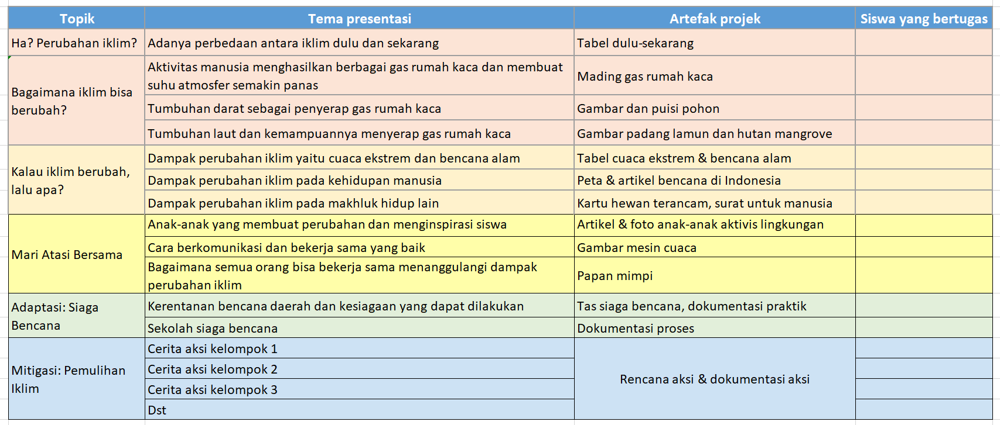 Topik
Tema presentasi
Artefak projek
Siswa yang bertugas
Ha? Perubahan iklim?
Adanya perbedaan antara iklim dulu dan sekarang
Tabel dulu-sekarang
Bagaimana iklim bisa
berubah?
Aktivitas manusia menghasilkan berbagai gas rumah kaca dan membuat
suhu atmosfer semakin panas
Mading gas rumah kaca
Tumbuhan darat sebagai penyerap gas rumah kaca
Gambar dan puisi pohon
Tumbuhan laut dan kemampuannya menyerap gas rumah kaca
Gambar padang lamun dan hutan mangrove
Kalau iklim berubah,
lalu apa?
Dampak perubahan iklim yaitu cuaca ekstrem dan bencana alam
Tabel cuaca ekstrem & bencana alam
Dampak perubahan iklim pada kehidupan manusia
Peta & artikel bencana di Indonesia
Dampak perubahan iklim pada makhluk hidup lain
Kartu hewan terancam, surat untuk manusia
Mari Atasi Bersama
Anak-anak yang membuat perubahan dan menginspirasi siswa
Artikel & foto anak-anak aktivis lingkungan
Cara berkomunikasi dan bekerja sama yang baik
Gambar mesin cuaca
Bagaimana semua orang bisa bekerja sama menanggulangi dampak
perubahan iklim
Papan mimpi
Adaptasi: Siaga
Bencana
Kerentanan bencana daerah dan kesiagaan yang dapat dilakukan
Tas siaga bencana, dokumentasi praktik
Sekolah siaga bencana
Dokumentasi proses
Mitigasi: Pemulihan
Iklim
Cerita aksi kelompok 1
Cerita aksi kelompok 2
Cerita aksi kelompok 3
Dst
Rencana aksi & dokumentasi aksi